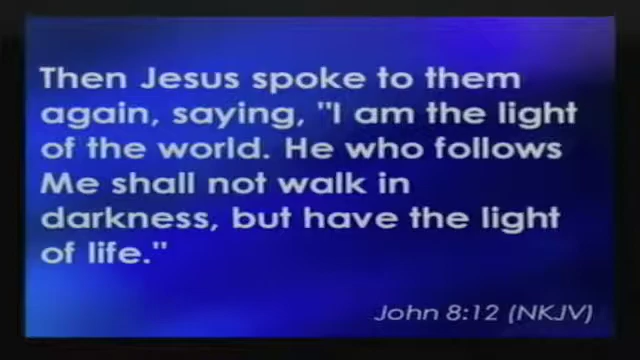 Then Jesus spoke to them
again, saying, "I am the light
of the world. He who follows
Me shall not walk in
darkness, but have the light
of life."
John 8:12 (NKJV)